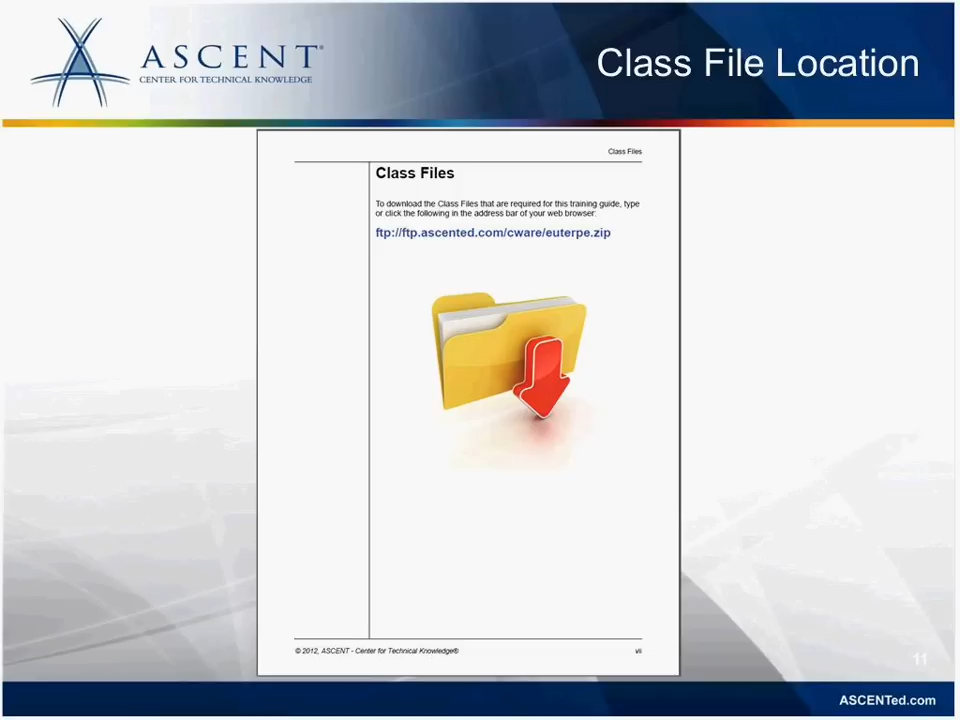 ASCENT®
CENTER FOR TECHNICAL KNOWLEDGE
Class File Location
Class Files
Class Files
To download the Class Files that are required for this training guide, type
or click the following in the address bar of your web browser:
ftp://ftp.ascented.com/cware/euterpe.zip
© 2012, ASCENT - Center for Technical Knowledge®
vii
11
ASCENTed.com